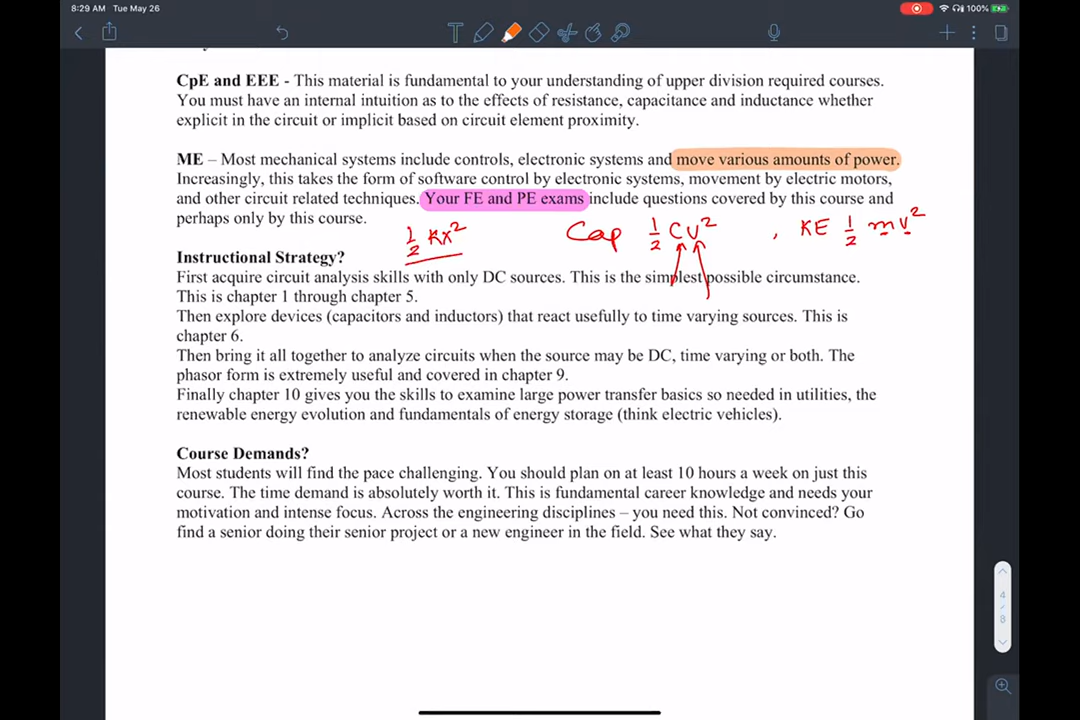 8:29 AM Tue May 26
100%
CpE and EEE - This material is fundamental to your understanding of upper division required courses.
You must have an internal intuition as to the effects of resistance, capacitance and inductance whether
explicit in the circuit or implicit based on circuit element proximity.
ME – Most mechanical systems include controls, electronic systems and move various amounts of power.
Increasingly, this takes the form of software control by electronic systems, movement by electric motors,
and other circuit related techniques. Your FE and PE exams include questions covered by this course and
perhaps only by this course.
½ kx² Cap ½ CV² , KE ½ mv²
Instructional Strategy?
First acquire circuit analysis skills with only DC sources. This is the simplest possible circumstance.
This is chapter 1 through chapter 5.
Then explore devices (capacitors and inductors) that react usefully to time varying sources. This is
chapter 6.
Then bring it all together to analyze circuits when the source may be DC, time varying or both. The
phasor form is extremely useful and covered in chapter 9.
Finally chapter 10 gives you the skills to examine large power transfer basics so needed in utilities, the
renewable energy evolution and fundamentals of energy storage (think electric vehicles).
Course Demands?
Most students will find the pace challenging. You should plan on at least 10 hours a week on just this
course. The time demand is absolutely worth it. This is fundamental career knowledge and needs your
motivation and intense focus. Across the engineering disciplines – you need this. Not convinced? Go
find a senior doing their senior project or a new engineer in the field. See what they say.
4
/